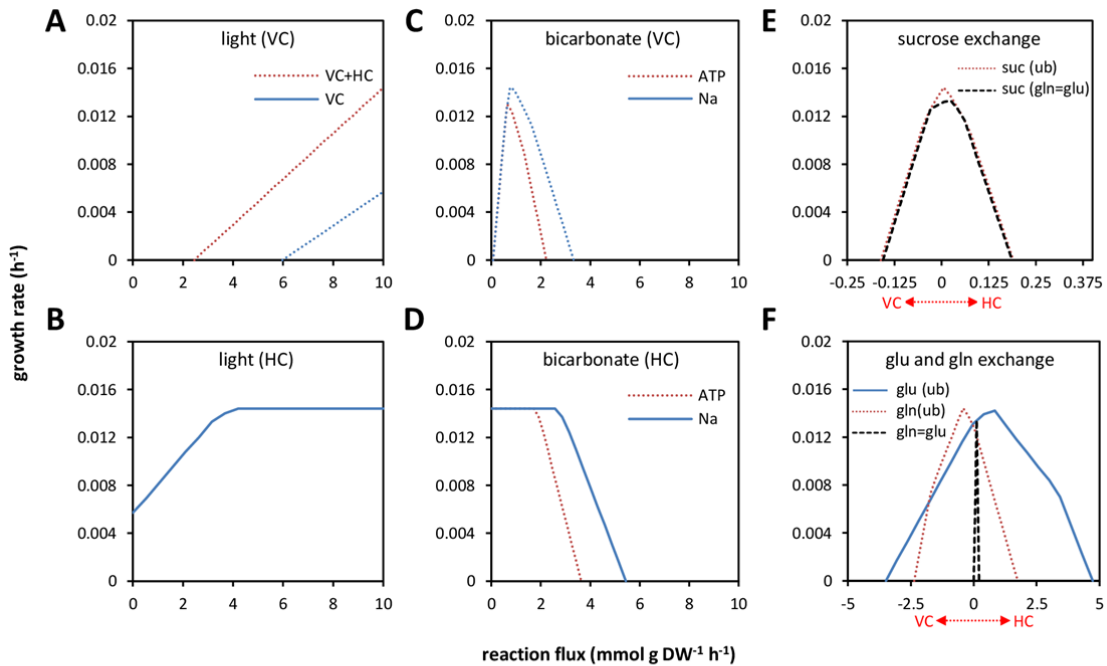 A
light (VC)
VC+HC
VC
0.02
0.016
0.012
0.008
0.004
0
0 2 4 6 8 10
C
bicarbonate (VC)
ATP
Na
0.02
0.016
0.012
0.008
0.004
0
0 2 4 6 8 10
E
sucrose exchange
suc (ub)
suc (gln=glu)
0.02
0.016
0.012
0.008
0.004
0
-0.25 -0.125 0 0.125 0.25 0.375
VC HC
growth rate (h-1)
B
light (HC)
0.02
0.016
0.012
0.008
0.004
0
0 2 4 6 8 10
D
bicarbonate (HC)
ATP
Na
0.02
0.016
0.012
0.008
0.004
0
0 2 4 6 8 10
F
glu and gln exchange
glu (ub)
gln(ub)
gln=glu
0.02
0.016
0.012
0.008
0.004
0
-5 -2.5 0 2.5 5
VC HC
reaction flux (mmol g DW-1 h-1)